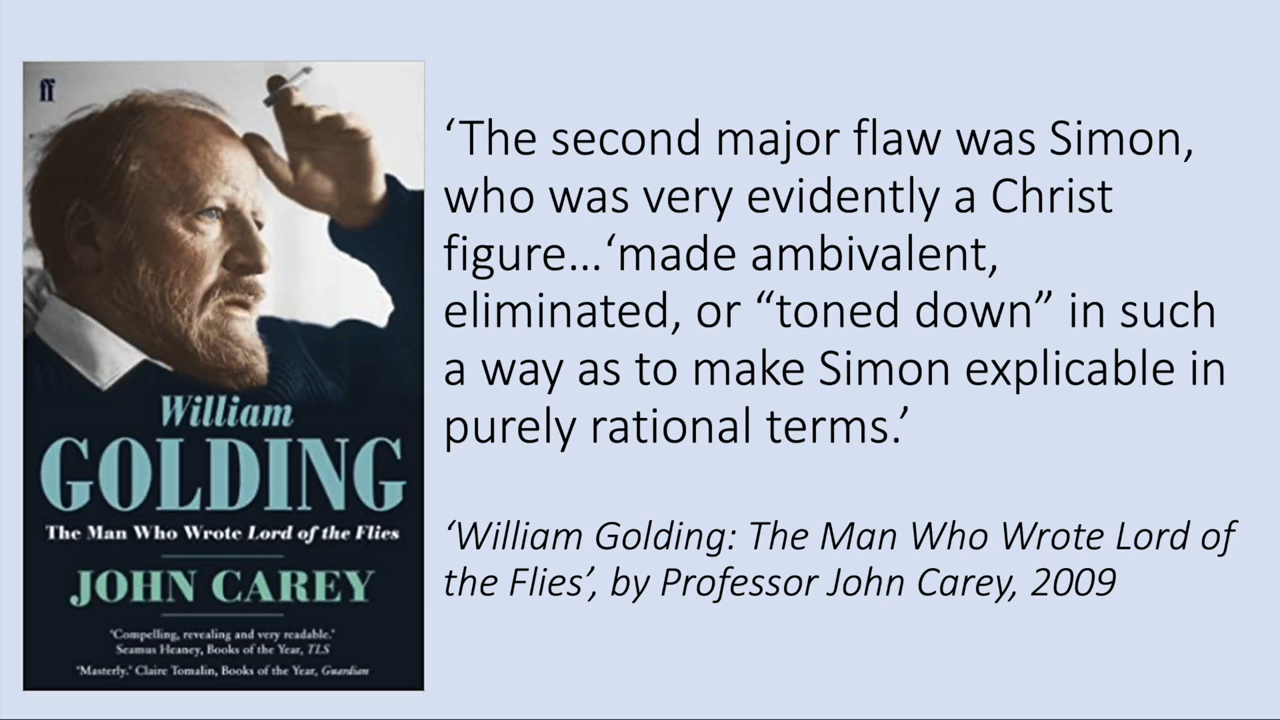 ff
William
GOLDING
The Man Who Wrote Lord of the Flies
JOHN CAREY
‘Compelling, revealing and very readable.’
Seamus Heaney, Books of the Year, TLS
‘Masterly.’ Claire Tomalin, Books of the Year, Guardian
‘The second major flaw was Simon,
who was very evidently a Christ
figure…‘made ambivalent,
eliminated, or “toned down” in such
a way as to make Simon explicable in
purely rational terms.’
‘William Golding: The Man Who Wrote Lord of
the Flies’, by Professor John Carey, 2009